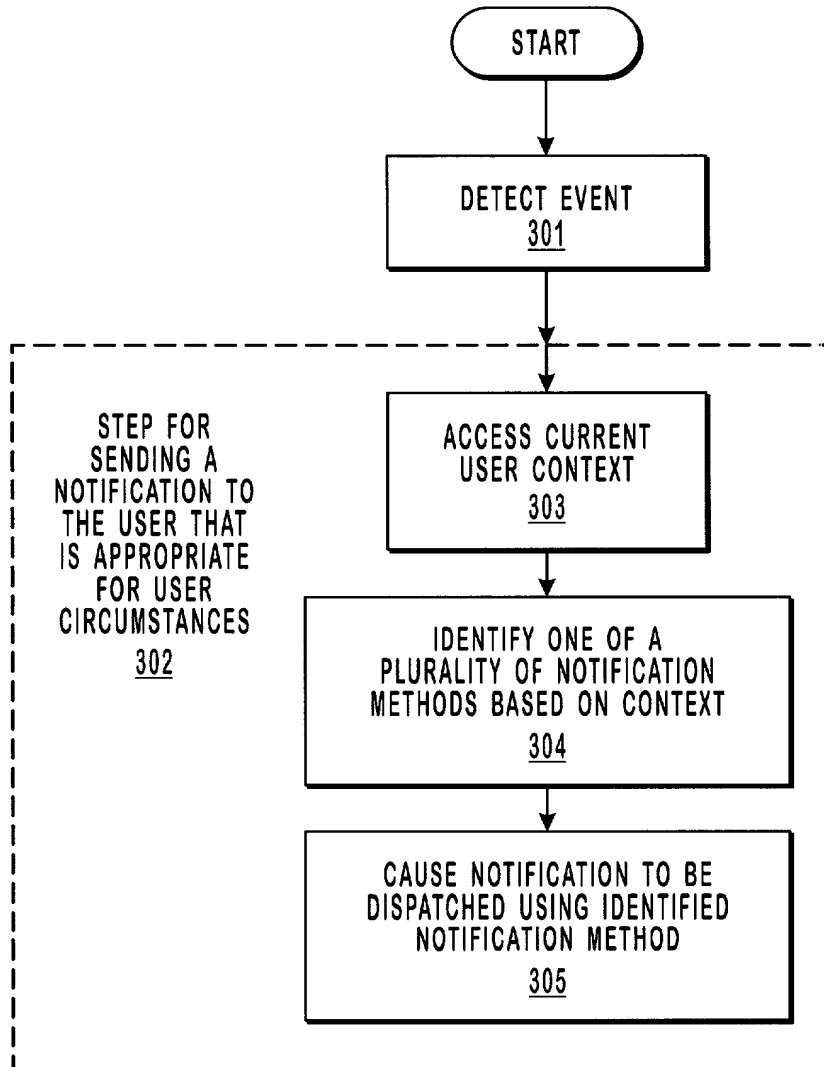 START
DETECT EVENT
301
STEP FOR
SENDING A
NOTIFICATION TO
THE USER THAT
IS APPROPRIATE
FOR USER
CIRCUMSTANCES
302
ACCESS CURRENT
USER CONTEXT
303
IDENTIFY ONE OF A
PLURALITY OF NOTIFICATION
METHODS BASED ON CONTEXT
304
CAUSE NOTIFICATION TO BE
DISPATCHED USING IDENTIFIED
NOTIFICATION METHOD
305